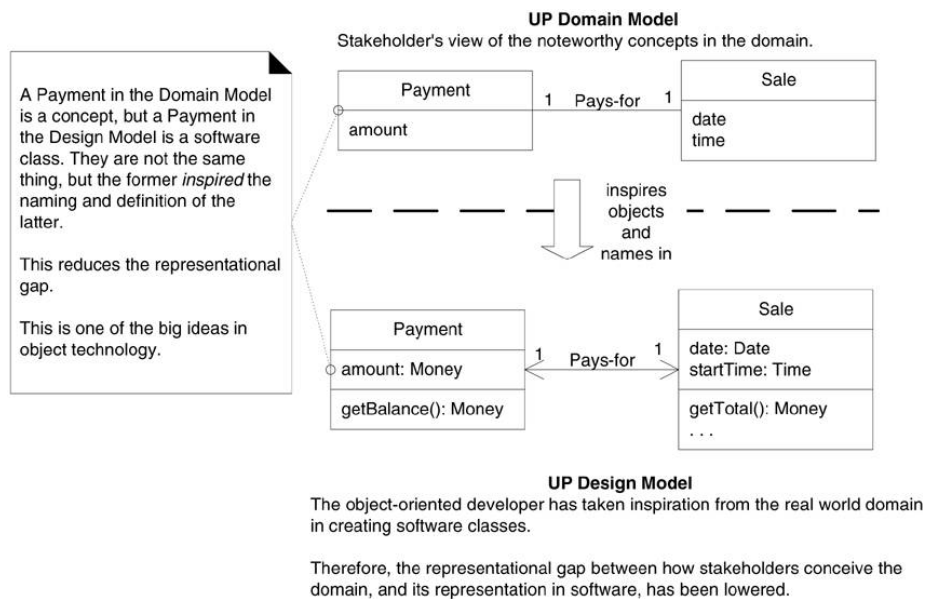 UP Domain Model
Stakeholder's view of the noteworthy concepts in the domain.
A Payment in the Domain Model
is a concept, but a Payment in
the Design Model is a software
class. They are not the same
thing, but the former inspired the
naming and definition of the
latter.
This reduces the representational
gap.
This is one of the big ideas in
object technology.
Payment
amount
1 Pays-for 1
Sale
date
time
inspires
objects
and
names in
Payment
amount: Money
getBalance(): Money
1 Pays-for 1
Sale
date: Date
startTime: Time
getTotal(): Money
. . .
UP Design Model
The object-oriented developer has taken inspiration from the real world domain
in creating software classes.
Therefore, the representational gap between how stakeholders conceive the
domain, and its representation in software, has been lowered.